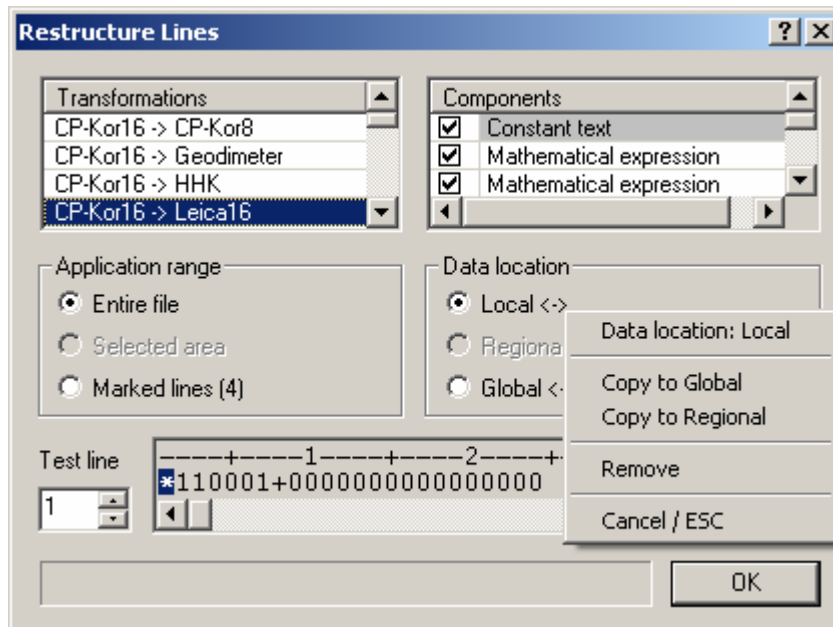 Restructure Lines
Transformations
CP-Kor16 -> CP-Kor8
CP-Kor16 -> Geodimeter
CP-Kor16 -> HHK
CP-Kor16 -> Leica16
Components
Constant text
Mathematical expression
Mathematical expression
Application range
Entire file
Selected area
Marked lines (4)
Data location
Local <->
Regiona
Global <-
Data location: Local
Copy to Global
Copy to Regional
Remove
Cancel / ESC
Test line
1
----+----1----+----2----+-
*110001+0000000000000000
OK